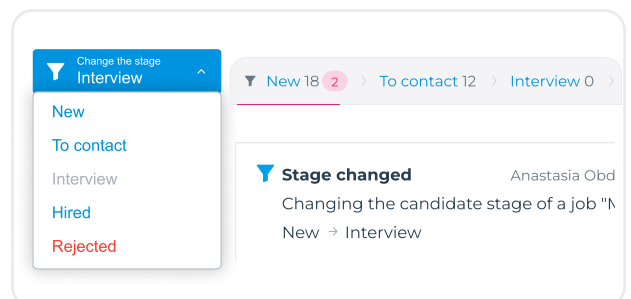 Change the stage
Interview
New
To contact
Interview
Hired
Rejected
New 18 2 To contact 12 Interview 0
Stage changed Anastasia Obd
Changing the candidate stage of a job "M
New → Interview